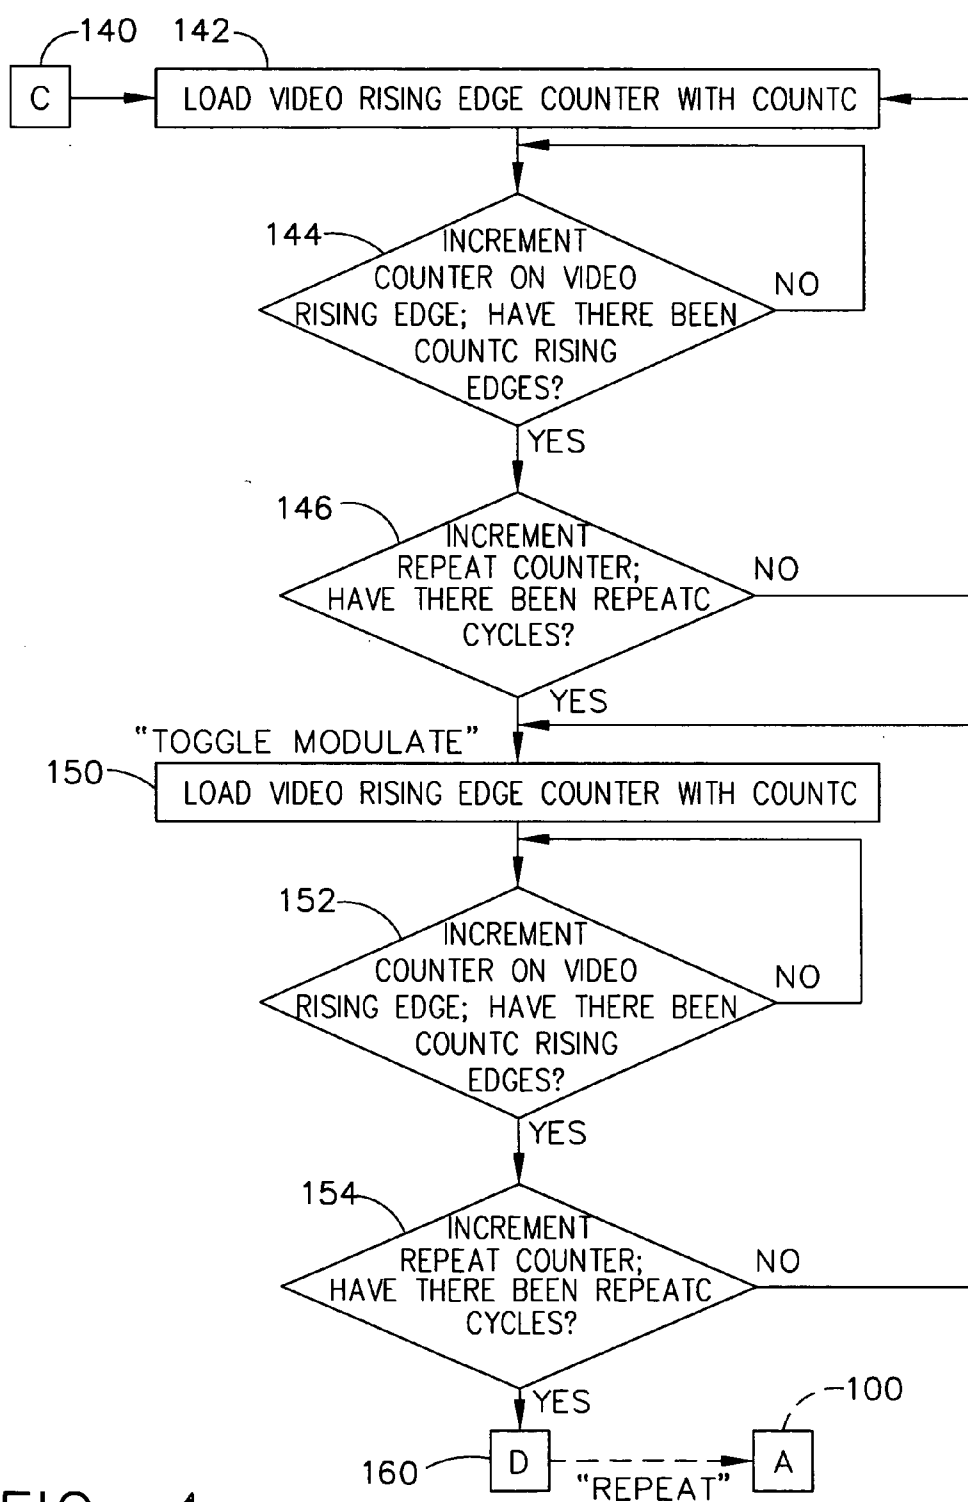 140 142
C
LOAD VIDEO RISING EDGE COUNTER WITH COUNTC
144
INCREMENT
COUNTER ON VIDEO
NO
RISING EDGE; HAVE THERE BEEN
COUNTC RISING
EDGES?
YES
146
INCREMENT
REPEAT COUNTER;
NO
HAVE THERE BEEN REPEATC
CYCLES?
YES
"TOGGLE MODULATE"
150
LOAD VIDEO RISING EDGE COUNTER WITH COUNTC
152
INCREMENT
COUNTER ON VIDEO
NO
RISING EDGE; HAVE THERE BEEN
COUNTC RISING
EDGES?
YES
154
INCREMENT
REPEAT COUNTER;
NO
HAVE THERE BEEN REPEATC
CYCLES?
YES
100
D
A
160
"REPEAT"